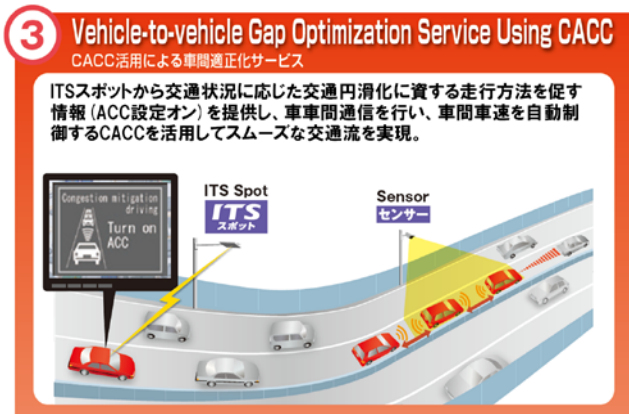 3
Vehicle-to-vehicle Gap Optimization Service Using CACC
CACC活用による車間適正化サービス
ITSスポットから交通状況に応じた交通円滑化に資する走行方法を促す
情報(ACC設定オン)を提供し、車車間通信を行い、車間車速を自動制
御するCACCを活用してスムーズな交通流を実現。
Congestion mitigation
driving
Turn on
ACC
ITS Spot
ITS
スポット
Sensor
センサー